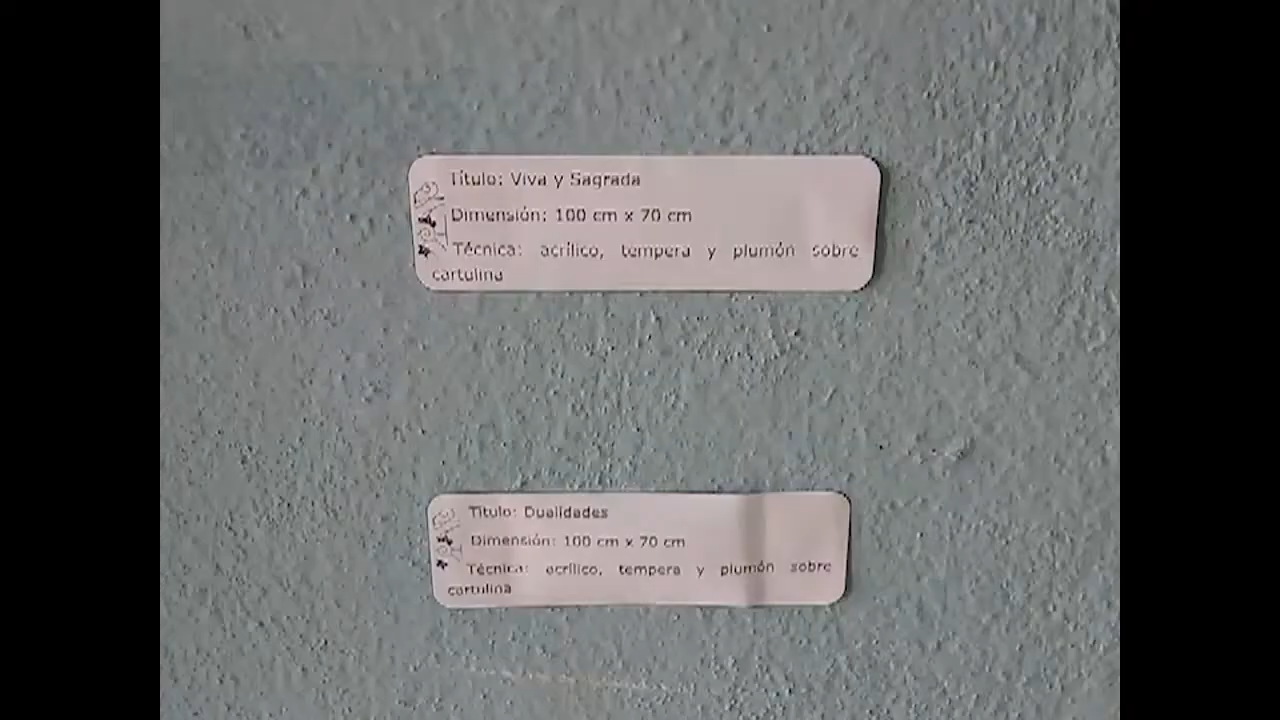 Título: Viva y Sagrada
Dimensión: 100 cm x 70 cm
Técnica: acrílico, tempera y plumón sobre
cartulina
Titulo: Dualidades
Dimensión: 100 cm x 70 cm
Técnica: acrílico, tempera y plumón sobre
cartulina